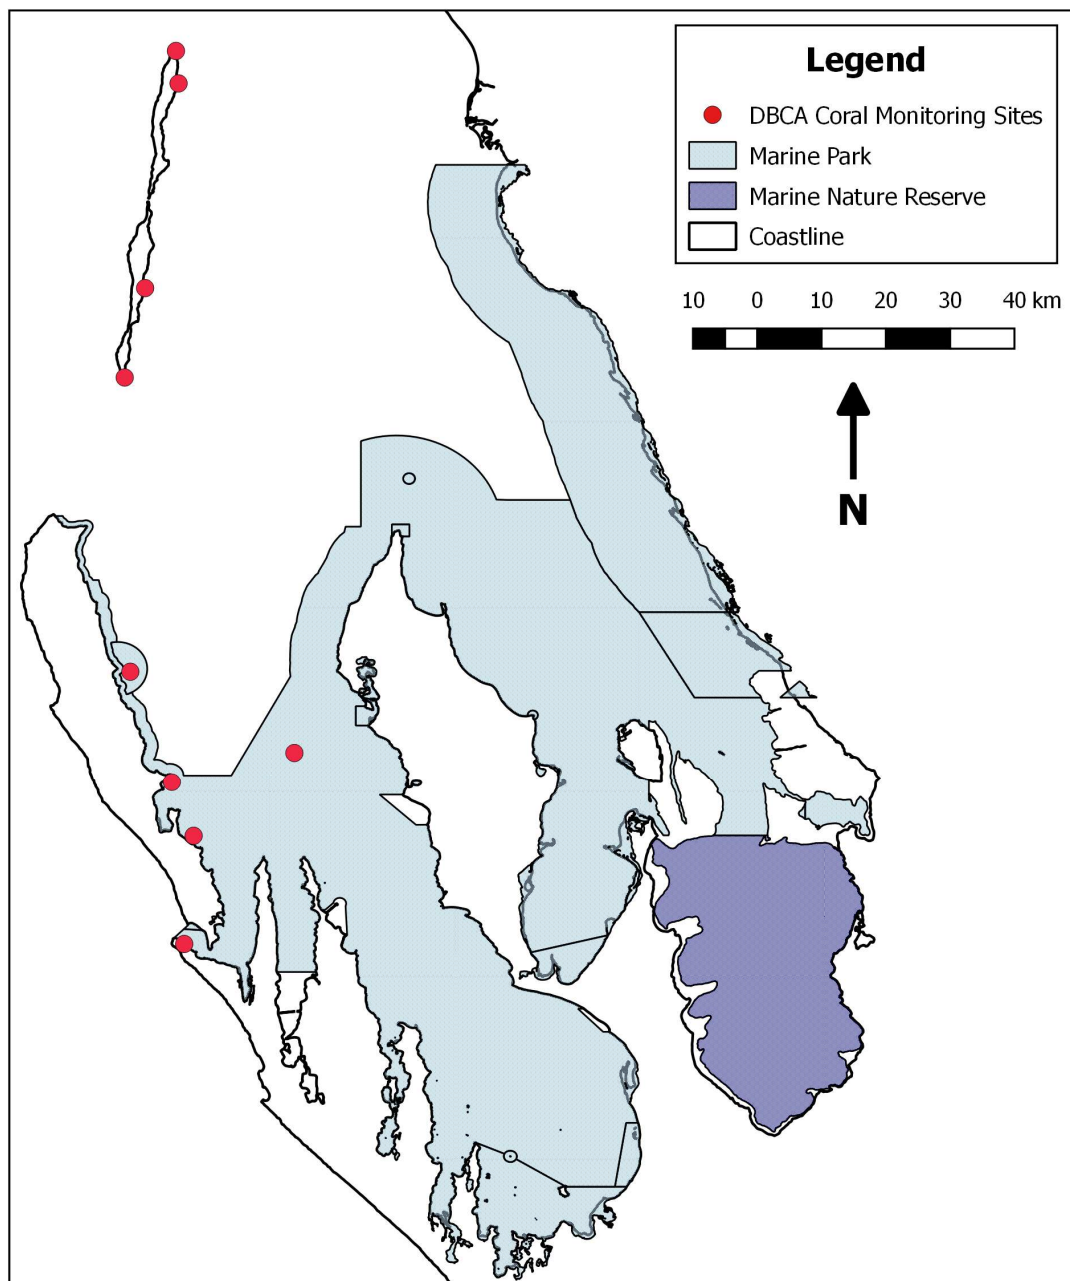 Legend
DBCA Coral Monitoring Sites
Marine Park
Marine Nature Reserve
Coastline
10 0 10 20 30 40 km
N